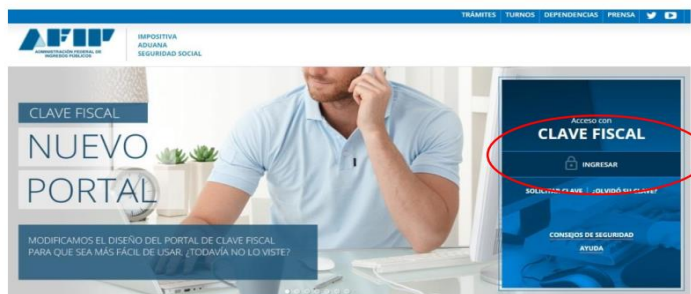 TRÁMITES TURNOS DEPENDENCIAS PRENSA
AFIP
ADMINISTRACIÓN FEDERAL DE
INGRESOS PÚBLICOS
IMPOSITIVA
ADUANA
SEGURIDAD SOCIAL
CLAVE FISCAL
NUEVO
PORTAL
MODIFICAMOS EL DISEÑO DEL PORTAL DE CLAVE FISCAL
PARA QUE SEA MÁS FÁCIL DE USAR. ¿TODAVÍA NO LO VISTE?
Acceso con
CLAVE FISCAL
INGRESAR
SOLICITAR CLAVE | ¿OLVIDÓ SU CLAVE?
CONSEJOS DE SEGURIDAD
AYUDA